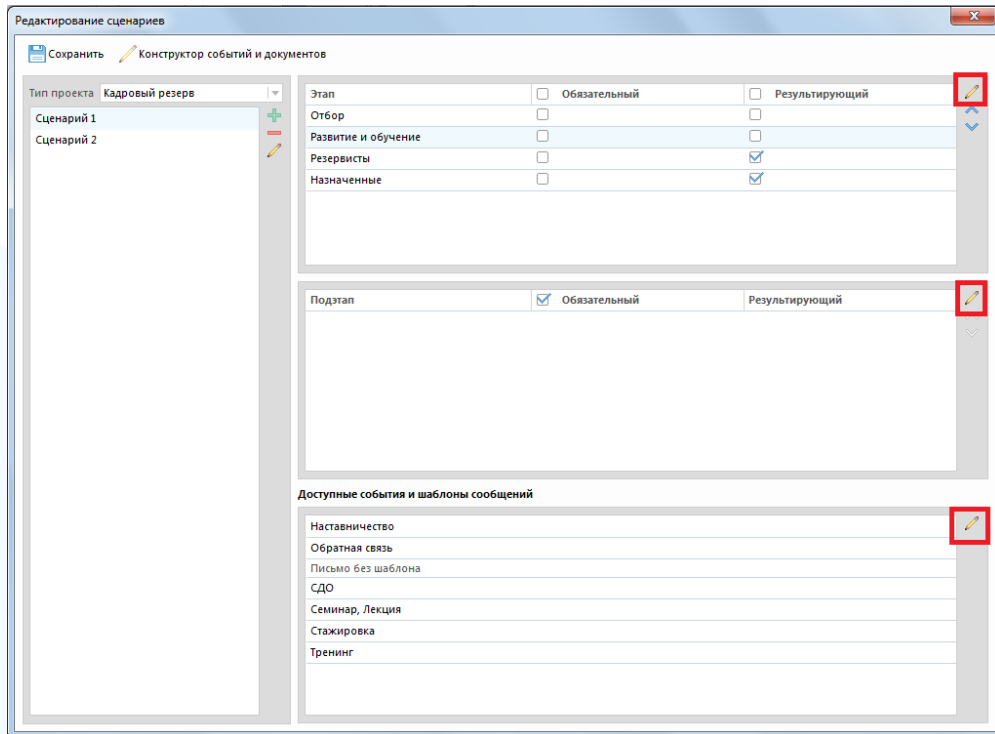 Редактирование сценариев
Сохранить Конструктор событий и документов
Тип проекта Кадровый резерв
Сценарий 1
Сценарий 2
Этап Обязательный Результирующий
Отбор
Развитие и обучение
Резервисты
Назначенные
Подэтап Обязательный Результирующий
Доступные события и шаблоны сообщений
Наставничество
Обратная связь
Письмо без шаблона
СДО
Семинар, Лекция
Стажировка
Тренинг